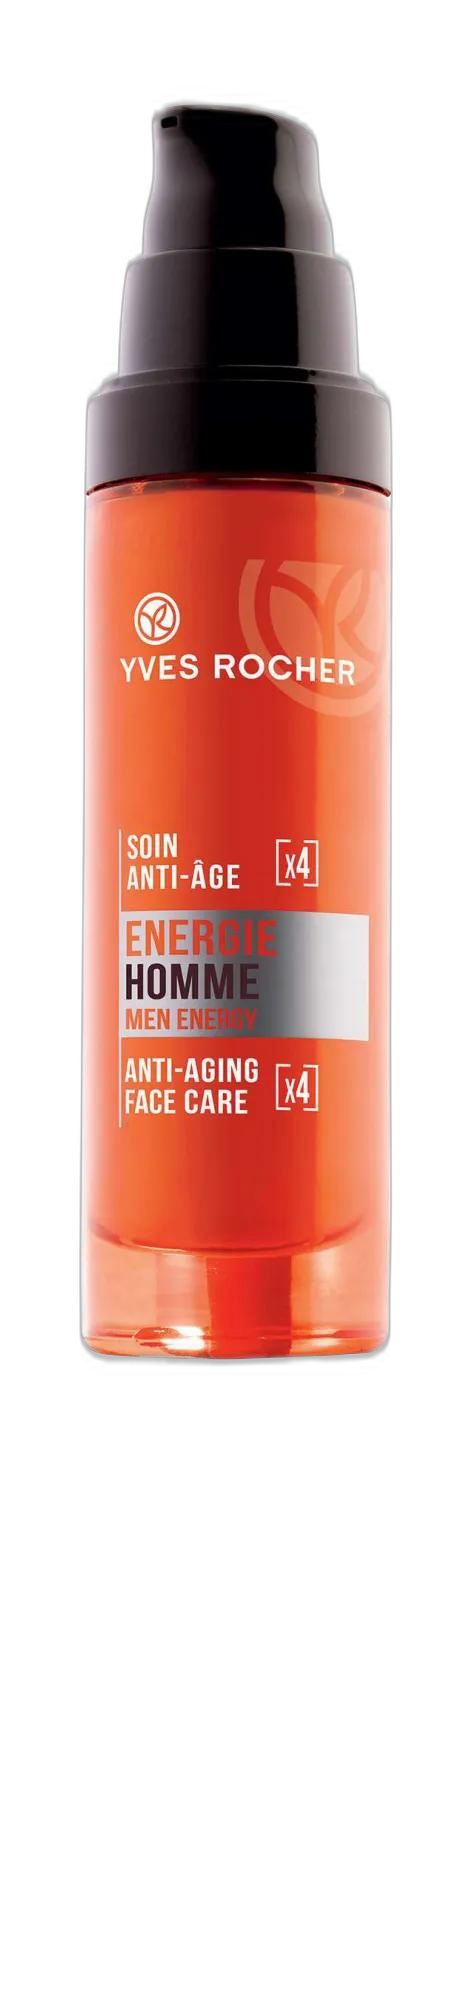 YVES ROCHER
SOIN
ANTI-ÂGE [x4]
ENERGIE
HOMME
MEN ENERGY
ANTI-AGING
FACE CARE [x4]